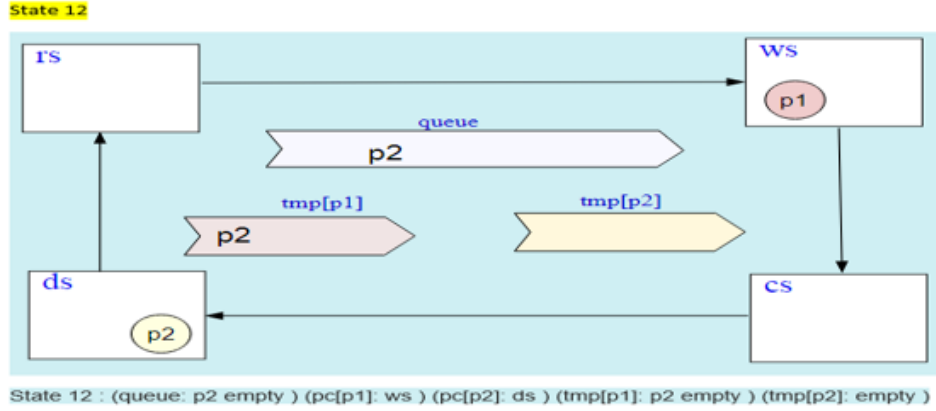 State 12
rs
ws
p1
queue
p2
tmp[p1]
tmp[p2]
p2
ds
cs
p2
State 12 : (queue: p2 empty ) (pc[p1]: ws ) (pc[p2]: ds ) (tmp[p1]: p2 empty ) (tmp[p2]: empty )